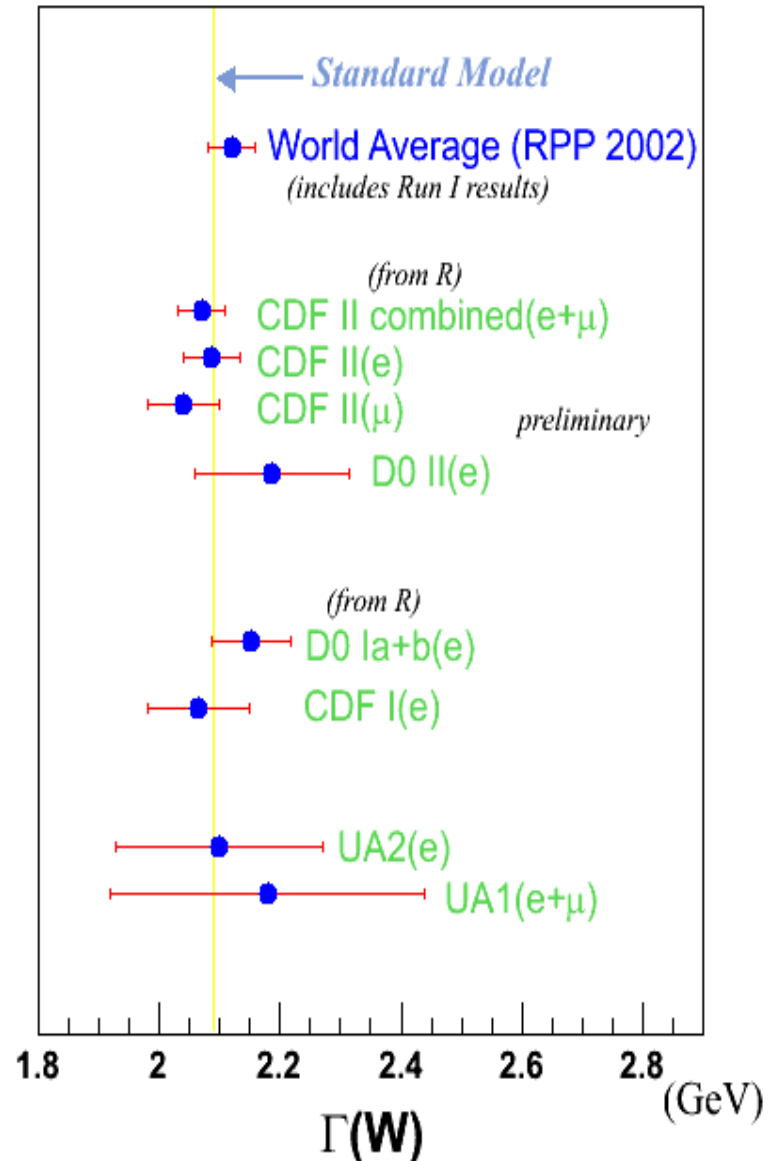 Standard Model
World Average (RPP 2002)
(includes Run I results)
(from R)
CDF II combined(e+μ)
CDF II(e)
CDF II(μ)
preliminary
D0 II(e)
(from R)
D0 Ia+b(e)
CDF I(e)
UA2(e)
UA1(e+μ)
1.8 2 2.2 2.4 2.6 2.8
(GeV)
Γ(W)